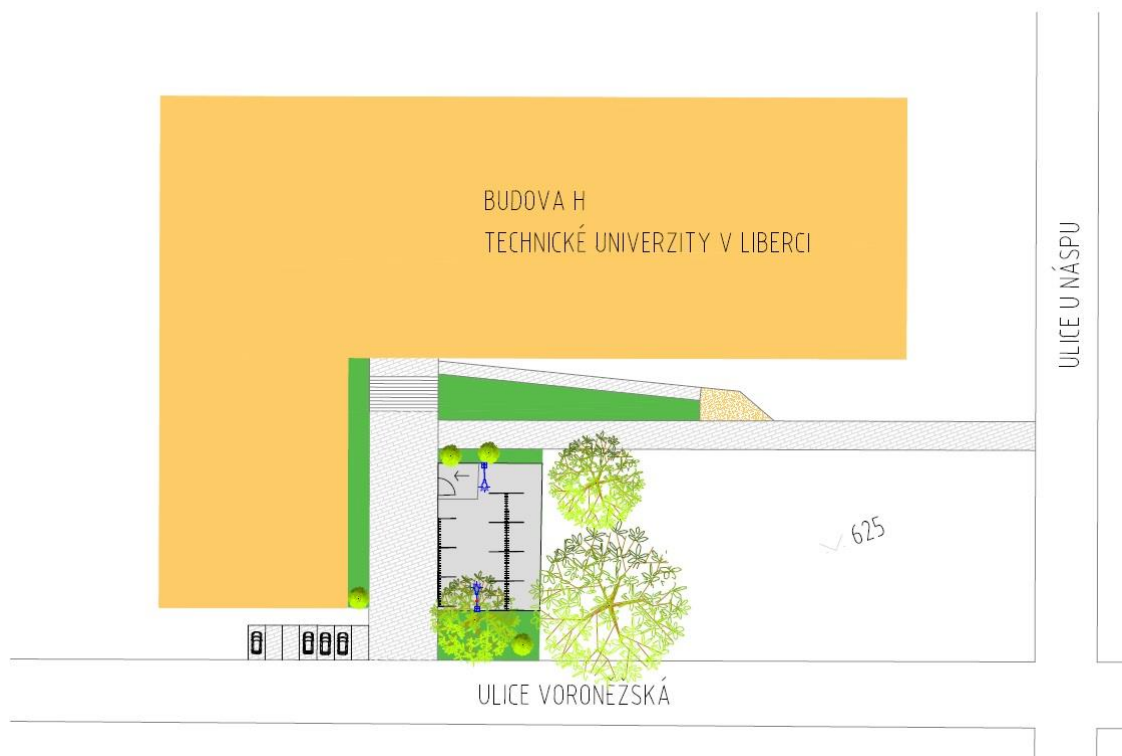 BUDOVA H
TECHNICKÉ UNIVERZITY V LIBERCI
ULICE U NÁSPU
625
ULICE VORONĚŽSKÁ